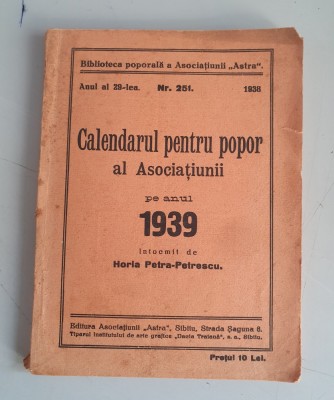 Biblioteca poporală a Asociațiunii „Astra“.
Anul al 28-lea. Nr. 251. 1938
Calendarul pentru popor
al Asociațiunii
pe anul
1939
întocmit de
Horia Petra-Petrescu.
Editura Asociațiunii „Astra“, Sibiu, Strada Șaguna 6.
Tiparul Institutului de arte grafice „Dacia Traiană“, s. a., Sibiu.
Prețul 10 Lei.